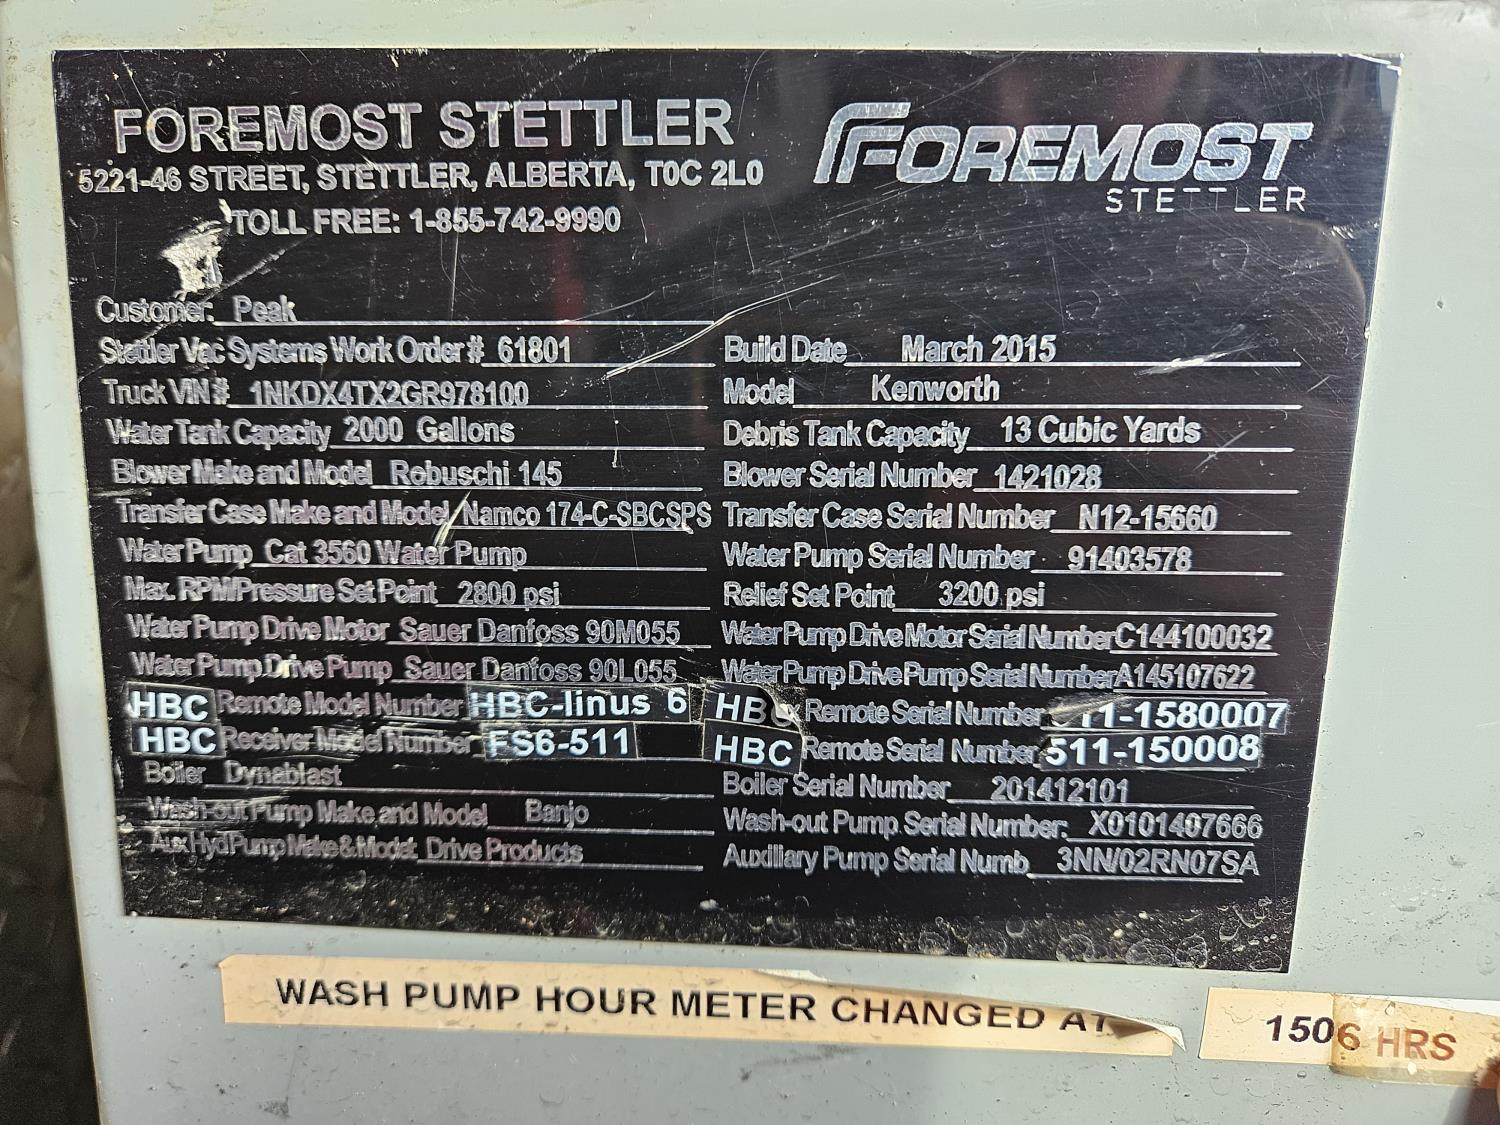 FOREMOST STETTLER
5221-46 STREET, STETTLER, ALBERTA, T0C 2L0
TOLL FREE: 1-855-742-9990
FOREMOST
STETTLER
Customer: Peak
Stettler Vac Systems Work Order# 61801 Build Date March 2015
Truck VIN# 1NKDX4TX2GR978100 Model Kenworth
Water Tank Capacity 2000 Gallons Debris Tank Capacity 13 Cubic Yards
Blower Make and Model Robuschi 145 Blower Serial Number 1421028
Transfer Case Make and Model Namco 174-C-SBCSPS Transfer Case Serial Number N12-15660
Water Pump Cat 3560 Water Pump Water Pump Serial Number 91403578
Max. RPM/Pressure Set Point 2800 psi Relief Set Point 3200 psi
Water Pump Drive Motor Sauer Danfoss 90M055 Water Pump Drive Motor Serial Number C144100032
Water Pump Drive Pump Sauer Danfoss 90L055 Water Pump Drive Pump Serial Number A145107622
HBC Remote Model Number HBC-linus 6 HBC Remote Serial Number 511-1580007
HBC Receiver Model Number FS6-511 HBC Remote Serial Number 511-150008
Boiler Dynablast Boiler Serial Number 201412101
Wash-out Pump Make and Model Banjo Wash-out Pump Serial Number: X0101407666
Aux Hyd Pump Make & Model: Drive Products Auxiliary Pump Serial Numb 3NN/02RN07SA
WASH PUMP HOUR METER CHANGED AT 1506 HRS